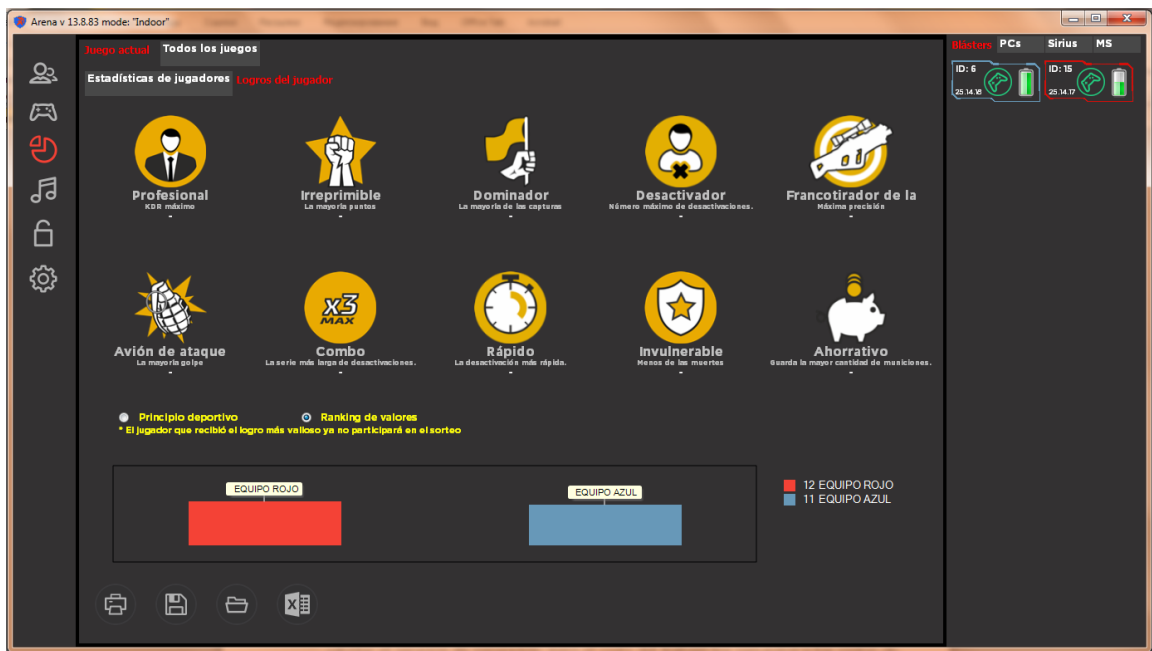 Arena v 13.8.83 mode: "Indoor"
Juego actual Todos los juegos
Estadísticas de jugadores Logros del jugador
Blásters PCs Sirius MS
ID: 6
25.14.18
ID: 15
25.14.17
Profesional
KDR máximo
-
Irreprimible
La mayoría puntos
-
Dominador
La mayoría de las capturas
-
Desactivador
Número máximo de desactivaciones.
-
Francotirador de la
Máxima precisión
-
Avión de ataque
La mayoría golpe
-
x3
MAX
Combo
La serie más larga de desactivaciones.
-
Rápido
La desactivación más rápida.
-
Invulnerable
Menos de las muertes
-
Ahorrativo
Guarda la mayor cantidad de municiones.
-
Principio deportivo Ranking de valores
* El jugador que recibió el logro más valioso ya no participará en el sorteo
EQUIPO ROJO
EQUIPO AZUL
12 EQUIPO ROJO
11 EQUIPO AZUL
X